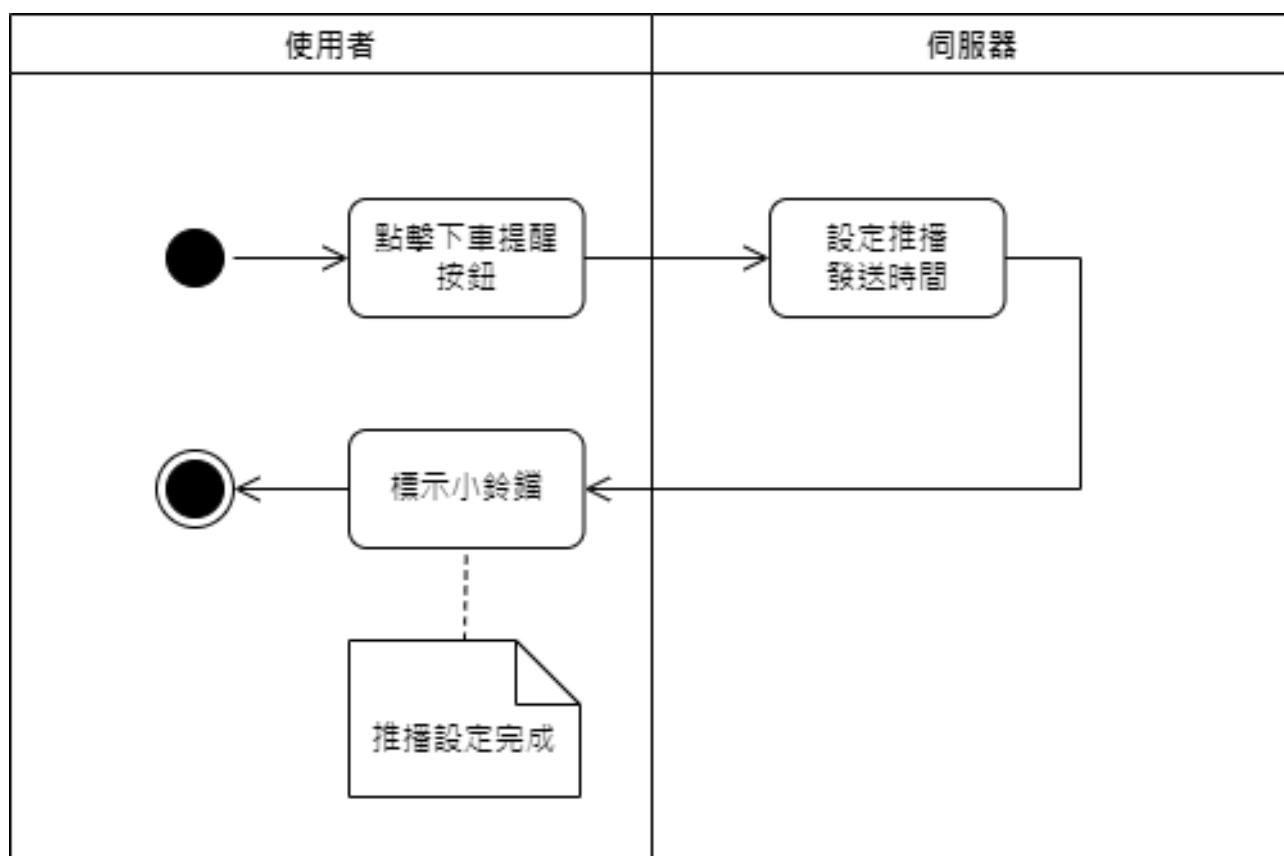 使用者
伺服器
點擊下車提醒
按鈕
設定推播
發送時間
標示小鈴鐺
推播設定完成